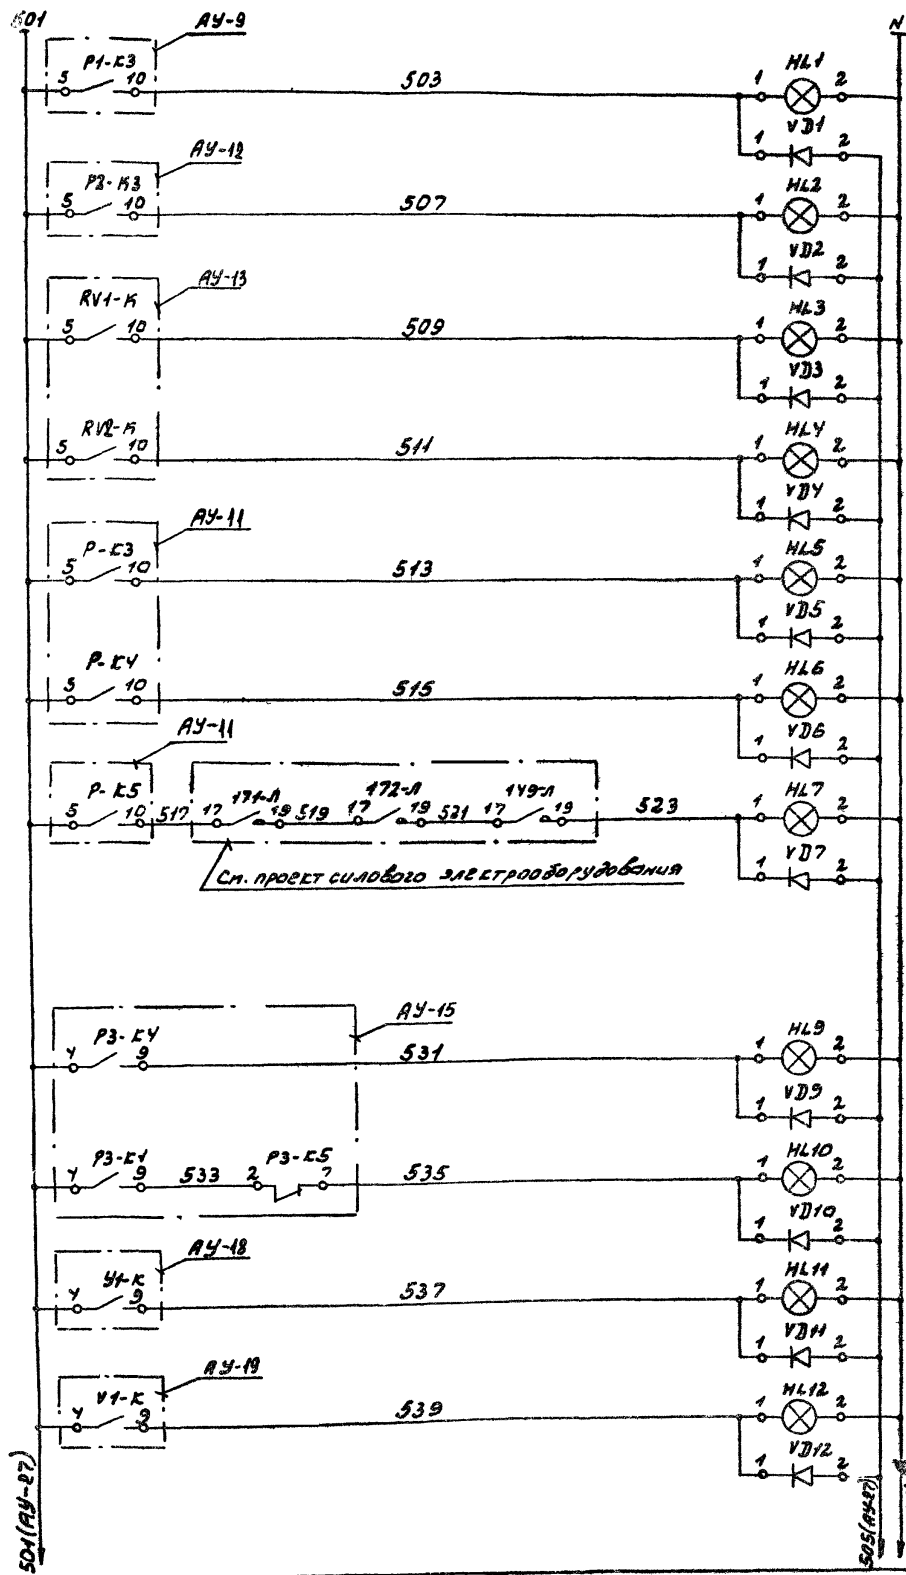 501 АУ-9 N
Р1-К3 HL1
5 10 503 1 2
VD1
1 2
АУ-12
Р2-К3 HL2
5 10 507 1 2
VD2
1 2
АУ-13
RV1-К HL3
5 10 509 1 2
VD3
1 2
RV2-К HL4
5 10 511 1 2
VD4
1 2
АУ-11
Р-К3 HL5
5 10 513 1 2
VD5
1 2
Р-К4 HL6
5 10 515 1 2
АУ-11 VD6
1 2
Р-К5 171-Л 172-Л 149-Л HL7
5 10 517 17 19 519 17 19 521 17 19 523 1 2
VD7
См. проект силового электрооборудования 1 2
АУ-15
Р3-К4 HL9
4 9 531 1 2
VD9
1 2
Р3-К1 Р3-К5 HL10
4 9 533 2 7 535 1 2
VD10
АУ-18 1 2
У1-К HL11
4 9 537 1 2
VD11
АУ-19 1 2
V1-К HL12
4 9 539 1 2
VD12
1 2
501(АУ-27) 505(АУ-27)